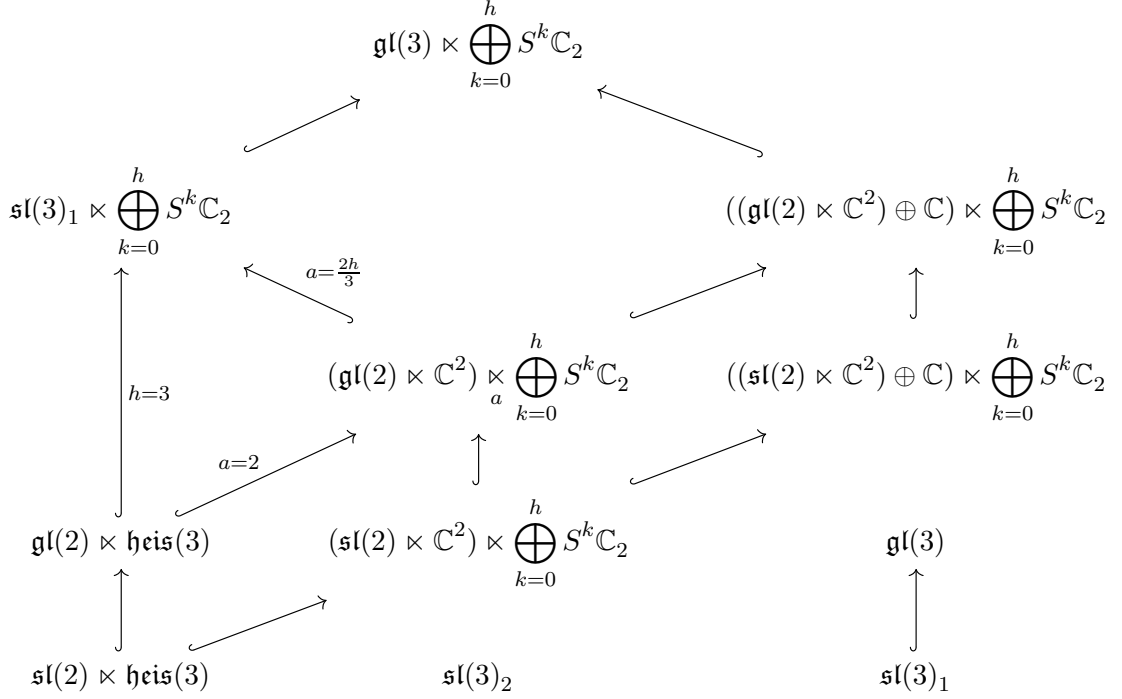 𝔤𝔩(3) ⋉ ⨁_{k=0}^{h} S^k ℂ_2
𝔰𝔩(3)_1 ⋉ ⨁_{k=0}^{h} S^k ℂ_2
((𝔤𝔩(2) ⋉ ℂ^2) ⊕ ℂ) ⋉ ⨁_{k=0}^{h} S^k ℂ_2
a=\frac{2h}{3}
(𝔤𝔩(2) ⋉ ℂ^2) ⋉_a ⨁_{k=0}^{h} S^k ℂ_2
((𝔰𝔩(2) ⋉ ℂ^2) ⊕ ℂ) ⋉ ⨁_{k=0}^{h} S^k ℂ_2
h=3
a=2
𝔤𝔩(2) ⋉ 𝔥𝔢𝔦𝔰(3)
(𝔰𝔩(2) ⋉ ℂ^2) ⋉ ⨁_{k=0}^{h} S^k ℂ_2
𝔤𝔩(3)
𝔰𝔩(2) ⋉ 𝔥𝔢𝔦𝔰(3)
𝔰𝔩(3)_2
𝔰𝔩(3)_1